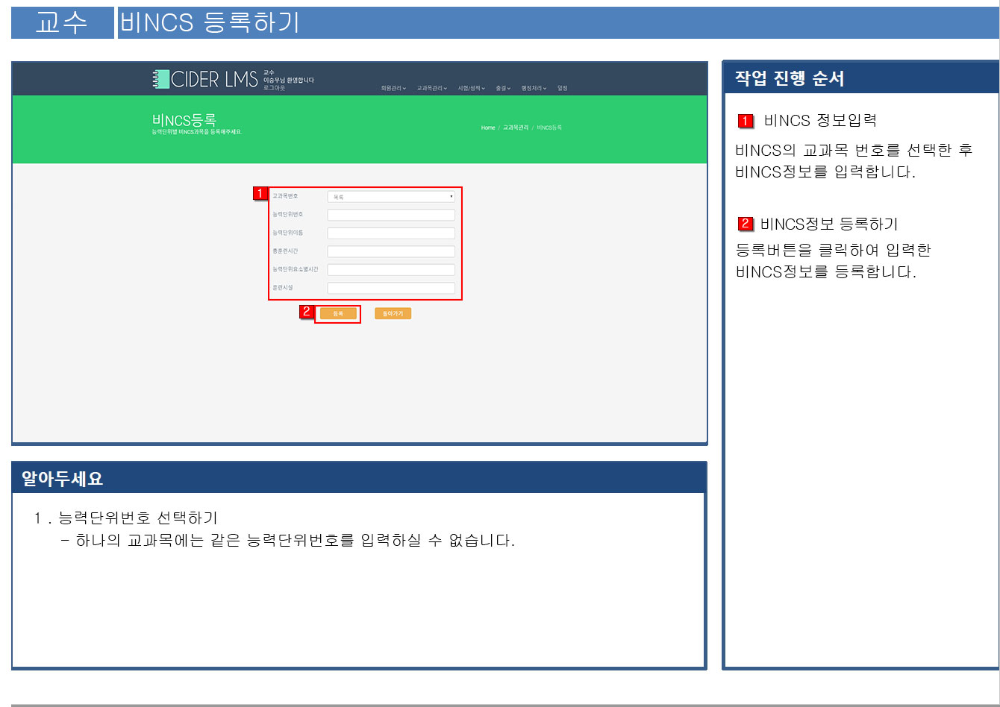 교수
비NCS 등록하기
CIDER LMS
교수
이승우님 환영합니다
로그아웃
회원관리 교과목관리 시험/성적 출결 행정처리 일정
비NCS등록
능력단위별 비NCS과목을 등록해주세요.
Home / 교과목관리 / 비NCS등록
1
교과목번호 목록
능력단위번호
능력단위이름
총훈련시간
능력단위요소별시간
훈련시설
2 등록 돌아가기
작업 진행 순서
1 비NCS 정보입력
비NCS의 교과목 번호를 선택한 후
비NCS정보를 입력합니다.
2 비NCS정보 등록하기
등록버튼을 클릭하여 입력한
비NCS정보를 등록합니다.
알아두세요
1 . 능력단위번호 선택하기
- 하나의 교과목에는 같은 능력단위번호를 입력하실 수 없습니다.